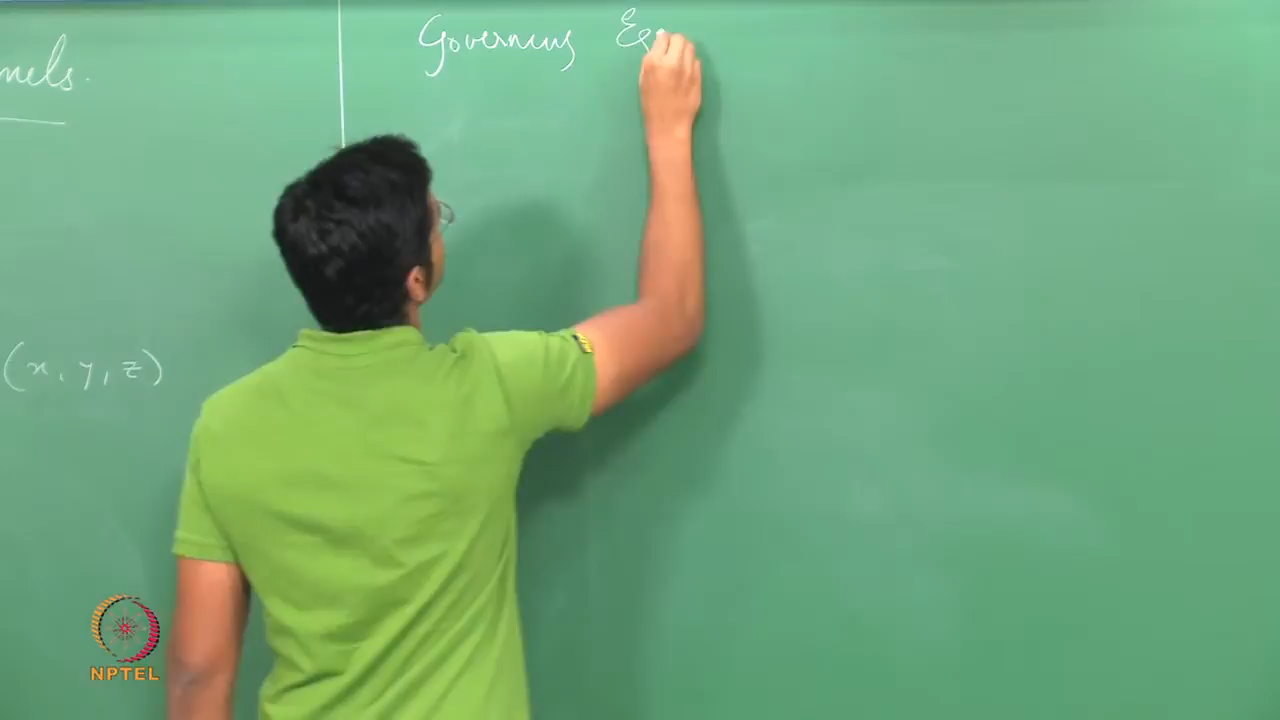 nels.
(x, y, z)
Governing Eq
NPTEL